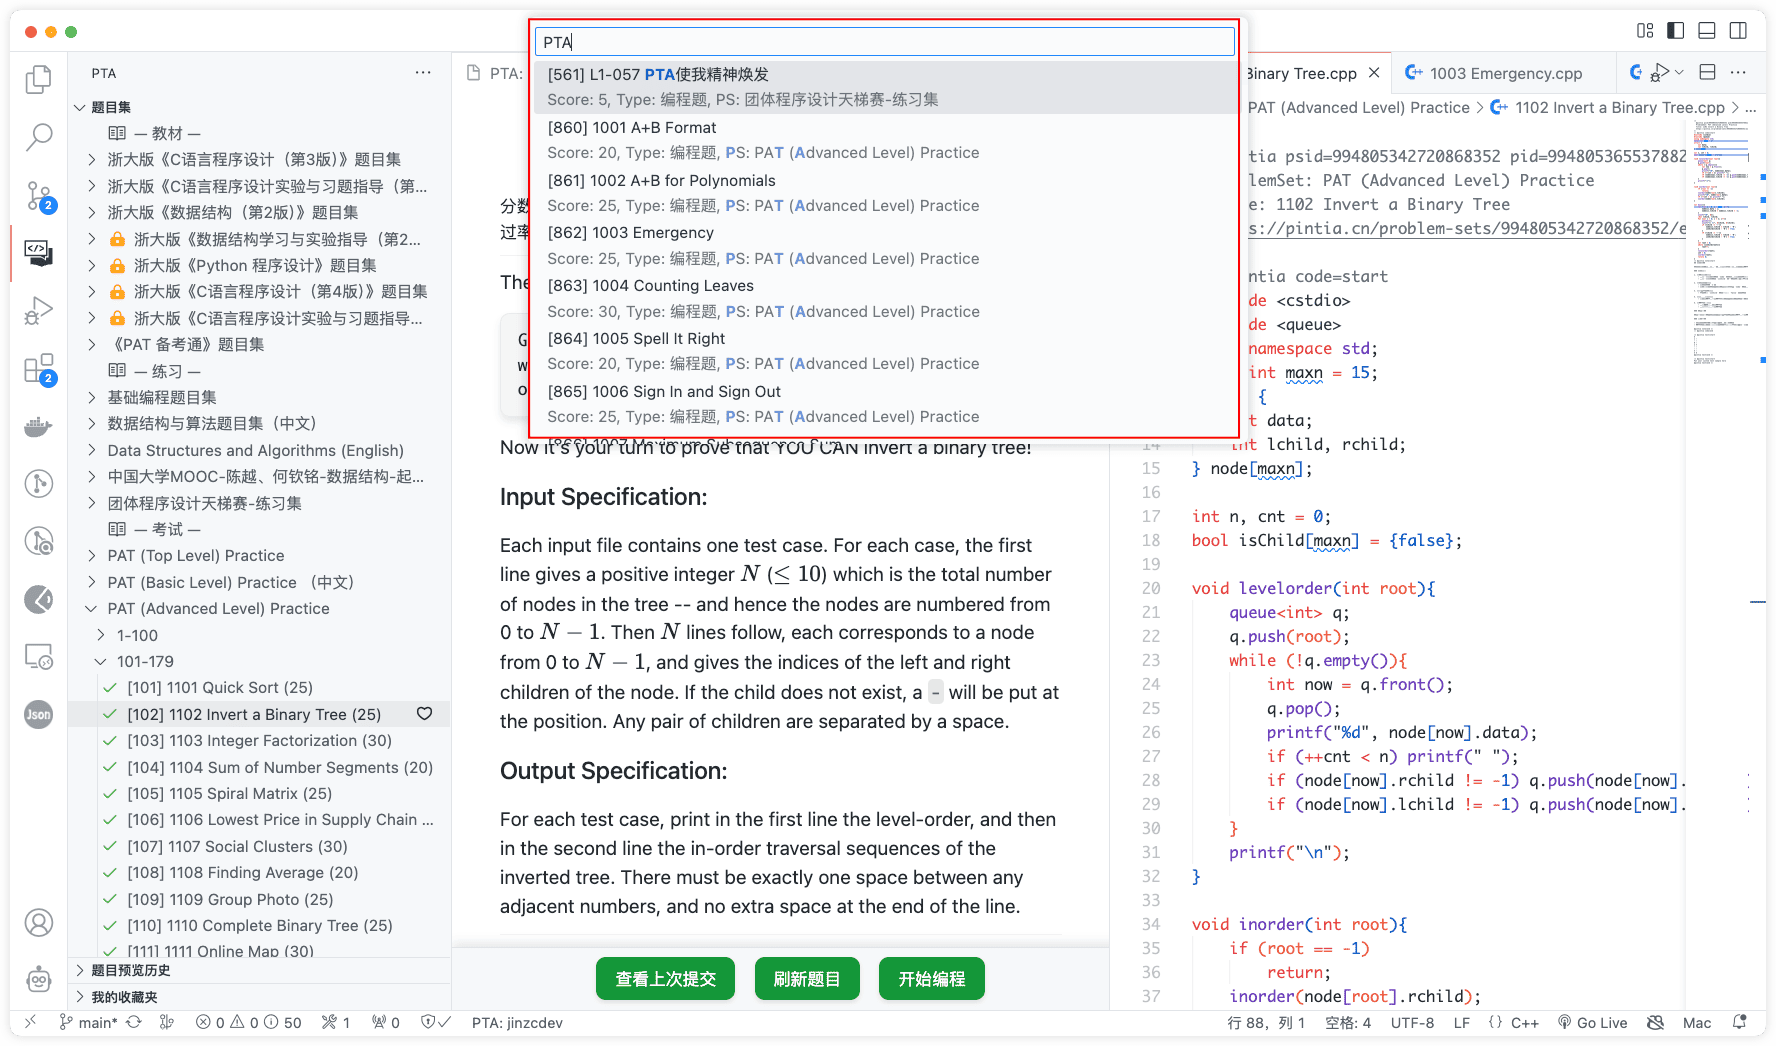 PTA
题目集
— 教材 —
浙大版《C语言程序设计（第3版）》题目集
浙大版《C语言程序设计实验与习题指导（第...
浙大版《数据结构（第2版）》题目集
浙大版《数据结构学习与实验指导（第2...
浙大版《Python 程序设计》题目集
浙大版《C语言程序设计（第4版）》题目集
浙大版《C语言程序设计实验与习题指导...
《PAT 备考通》题目集
— 练习 —
基础编程题目集
数据结构与算法题目集（中文）
Data Structures and Algorithms (English)
中国大学MOOC-陈越、何钦铭-数据结构-起...
团体程序设计天梯赛-练习集
— 考试 —
PAT (Top Level) Practice
PAT (Basic Level) Practice （中文）
PAT (Advanced Level) Practice
1-100
101-179
[101] 1101 Quick Sort (25)
[102] 1102 Invert a Binary Tree (25)
[103] 1103 Integer Factorization (30)
[104] 1104 Sum of Number Segments (20)
[105] 1105 Spiral Matrix (25)
[106] 1106 Lowest Price in Supply Chain ...
[107] 1107 Social Clusters (30)
[108] 1108 Finding Average (20)
[109] 1109 Group Photo (25)
[110] 1110 Complete Binary Tree (25)
[111] 1111 Online Map (30)
题目预览历史
我的收藏夹
2
2
Json
PTA
[561] L1-057 PTA使我精神焕发
Score: 5, Type: 编程题, PS: 团体程序设计天梯赛-练习集
[860] 1001 A+B Format
Score: 20, Type: 编程题, PS: PAT (Advanced Level) Practice
[861] 1002 A+B for Polynomials
Score: 25, Type: 编程题, PS: PAT (Advanced Level) Practice
[862] 1003 Emergency
Score: 25, Type: 编程题, PS: PAT (Advanced Level) Practice
[863] 1004 Counting Leaves
Score: 30, Type: 编程题, PS: PAT (Advanced Level) Practice
[864] 1005 Spell It Right
Score: 20, Type: 编程题, PS: PAT (Advanced Level) Practice
[865] 1006 Sign In and Sign Out
Score: 25, Type: 编程题, PS: PAT (Advanced Level) Practice
[866] 1007 Maximum Subsequence Sum
PTA:
分数
过率
The
G
w
o
Now it's your turn to prove that YOU CAN invert a binary tree!
Input Specification:
Each input file contains one test case. For each case, the first
line gives a positive integer N (≤ 10) which is the total number
of nodes in the tree -- and hence the nodes are numbered from
0 to N − 1. Then N lines follow, each corresponds to a node
from 0 to N − 1, and gives the indices of the left and right
children of the node. If the child does not exist, a - will be put at
the position. Any pair of children are separated by a space.
Output Specification:
For each test case, print in the first line the level-order, and then
in the second line the in-order traversal sequences of the
inverted tree. There must be exactly one space between any
adjacent numbers, and no extra space at the end of the line.
查看上次提交 刷新题目 开始编程
Binary Tree.cpp
1003 Emergency.cpp
PAT (Advanced Level) Practice > 1102 Invert a Binary Tree.cpp > ...
tia psid=994805342720868352 pid=994805365537882
lemSet: PAT (Advanced Level) Practice
e: 1102 Invert a Binary Tree
s://pintia.cn/problem-sets/994805342720868352/e
ntia code=start
de <cstdio>
de <queue>
namespace std;
int maxn = 15;
{
t data;
14 int lchild, rchild;
15 } node[maxn];
16
17 int n, cnt = 0;
18 bool isChild[maxn] = {false};
19
20 void levelorder(int root){
21 queue<int> q;
22 q.push(root);
23 while (!q.empty()){
24 int now = q.front();
25 q.pop();
26 printf("%d", node[now].data);
27 if (++cnt < n) printf(" ");
28 if (node[now].rchild != -1) q.push(node[now].
29 if (node[now].lchild != -1) q.push(node[now].
30 }
31 printf("\n");
32 }
33
34 void inorder(int root){
35 if (root == -1)
36 return;
37 inorder(node[root].rchild);
main* 0 0 50 1 0 PTA: jinzcdev
行 88，列 1 空格: 4 UTF-8 LF {} C++ Go Live Mac